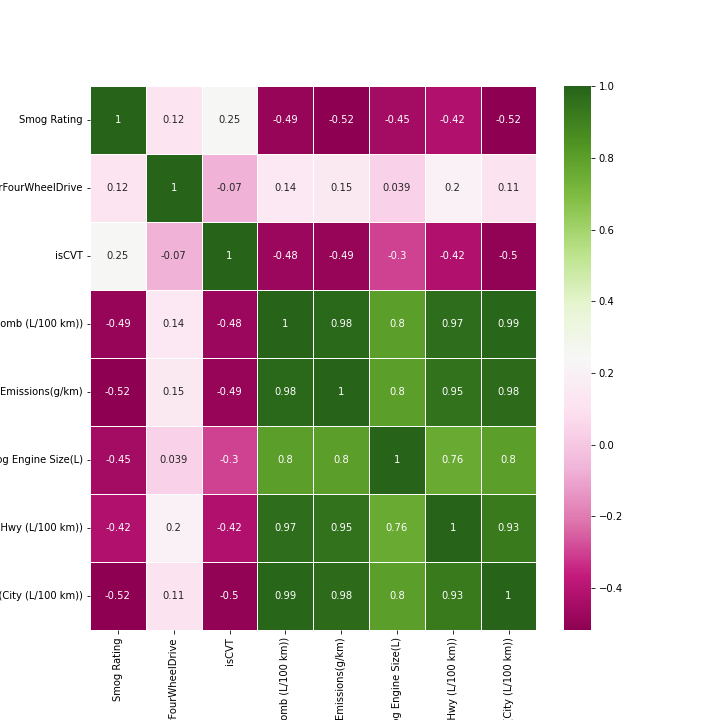 Smog Rating 1 0.12 0.25 -0.49 -0.52 -0.45 -0.42 -0.52
rFourWheelDrive 0.12 1 -0.07 0.14 0.15 0.039 0.2 0.11
isCVT 0.25 -0.07 1 -0.48 -0.49 -0.3 -0.42 -0.5
omb (L/100 km)) -0.49 0.14 -0.48 1 0.98 0.8 0.97 0.99
Emissions(g/km) -0.52 0.15 -0.49 0.98 1 0.8 0.95 0.98
og Engine Size(L) -0.45 0.039 -0.3 0.8 0.8 1 0.76 0.8
Hwy (L/100 km)) -0.42 0.2 -0.42 0.97 0.95 0.76 1 0.93
(City (L/100 km)) -0.52 0.11 -0.5 0.99 0.98 0.8 0.93 1
Smog Rating
rFourWheelDrive
isCVT
omb (L/100 km))
Emissions(g/km)
og Engine Size(L)
Hwy (L/100 km))
City (L/100 km))
1.0
0.8
0.6
0.4
0.2
0.0
−0.2
−0.4